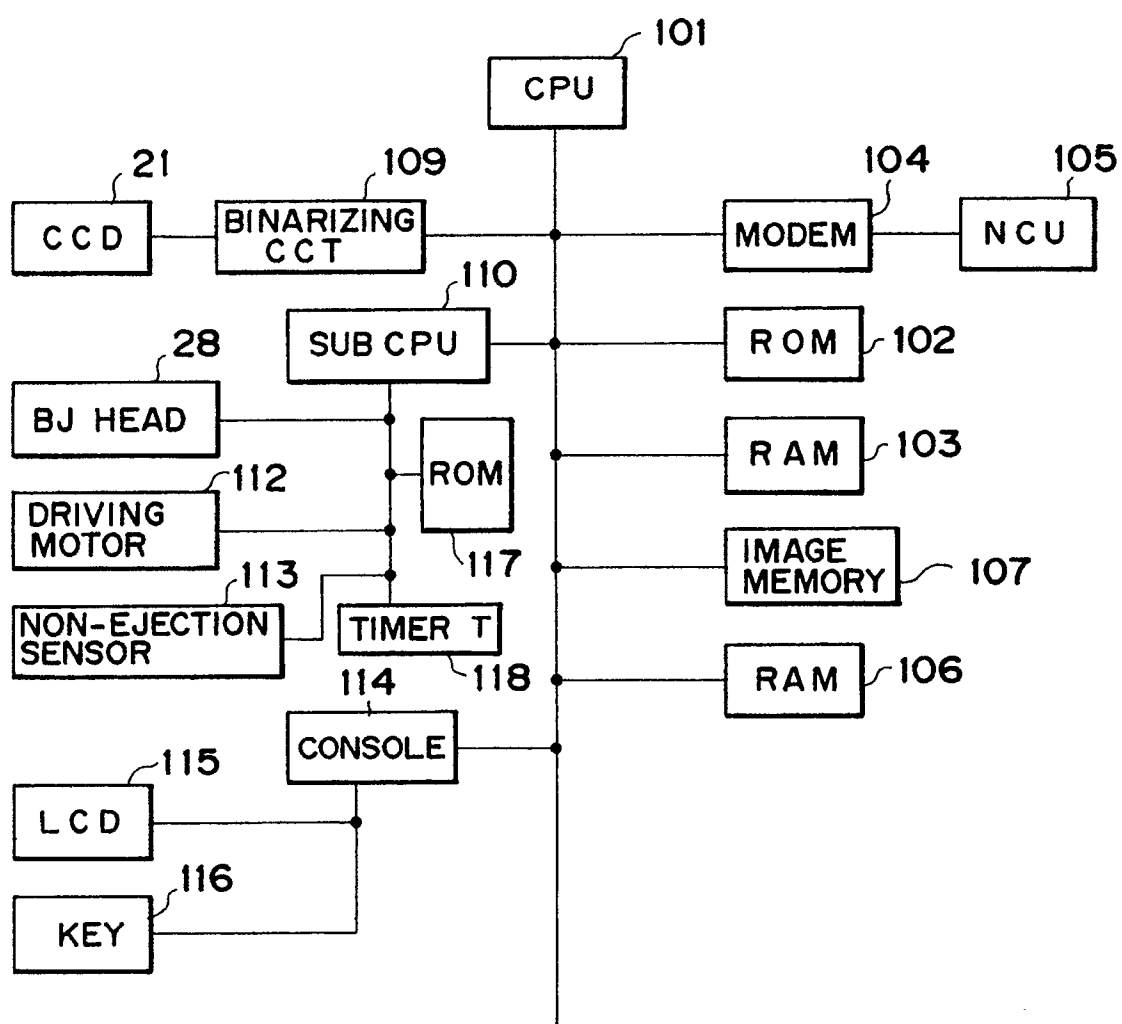 101
CPU
21
109
104
105
CCD
BINARIZING
CCT
MODEM
NCU
110
SUB CPU
ROM
102
28
BJ HEAD
ROM
117
RAM
103
112
DRIVING
MOTOR
IMAGE
MEMORY
107
113
NON-EJECTION
SENSOR
TIMER T
118
RAM
106
114
CONSOLE
115
LCD
116
KEY